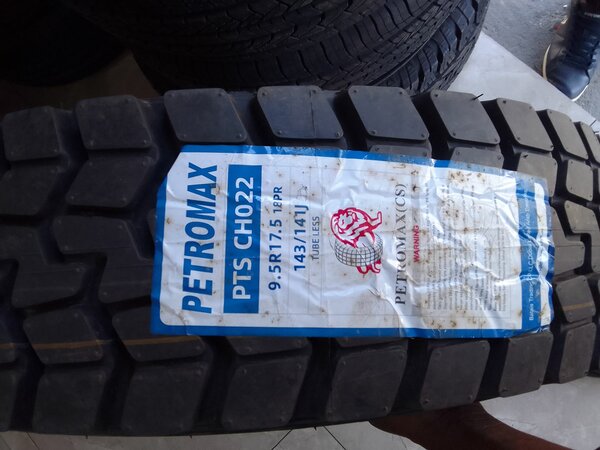 PETROMAX
PTS CH022
9.5R17.5 18PR
143/141J
TUBE LESS
PETROMAX(CS)
WARNING